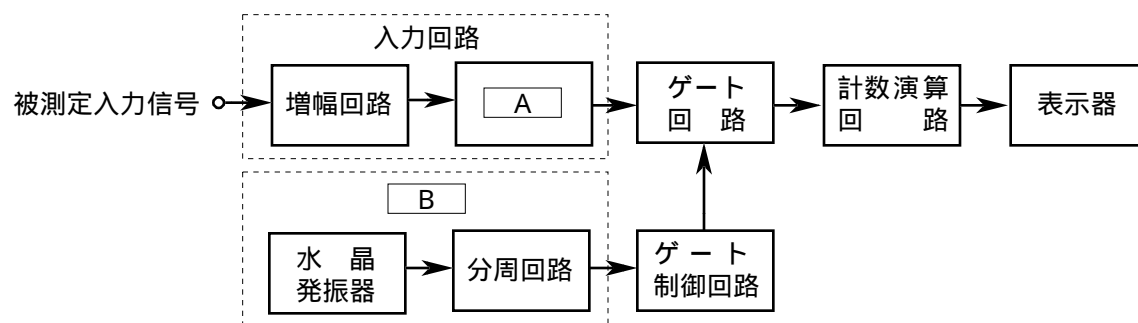 入力回路
被測定入力信号
増幅回路
A
ゲート
回 路
計数演算
回 路
表示器
B
水 晶
発振器
分周回路
ゲート
制御回路